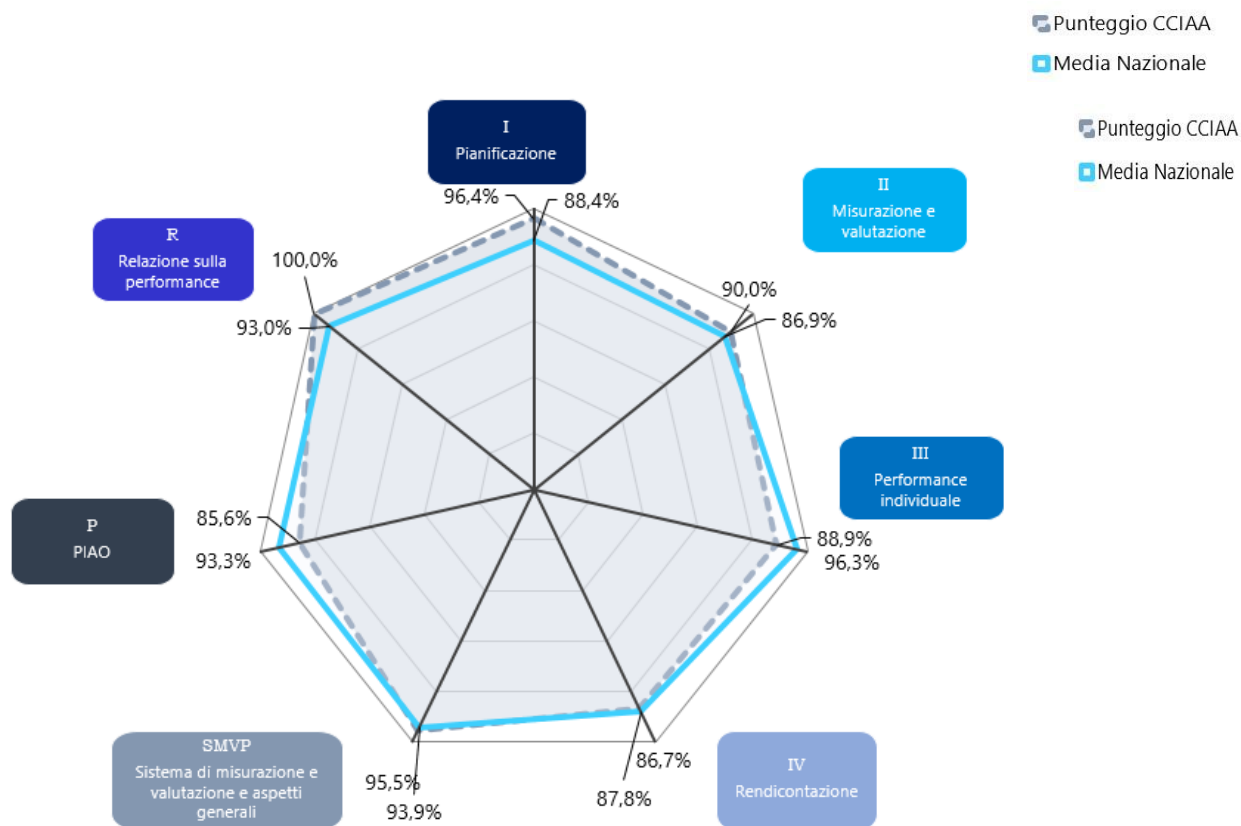 Punteggio CCIAA
Media Nazionale
Punteggio CCIAA
Media Nazionale
I
Pianificazione
96,4%
88,4%
II
Misurazione e
valutazione
90,0%
86,9%
III
Performance
individuale
88,9%
96,3%
IV
Rendicontazione
86,7%
87,8%
SMVP
Sistema di misurazione e
valutazione e aspetti
generali
95,5%
93,9%
P
PIAO
85,6%
93,3%
R
Relazione sulla
performance
100,0%
93,0%